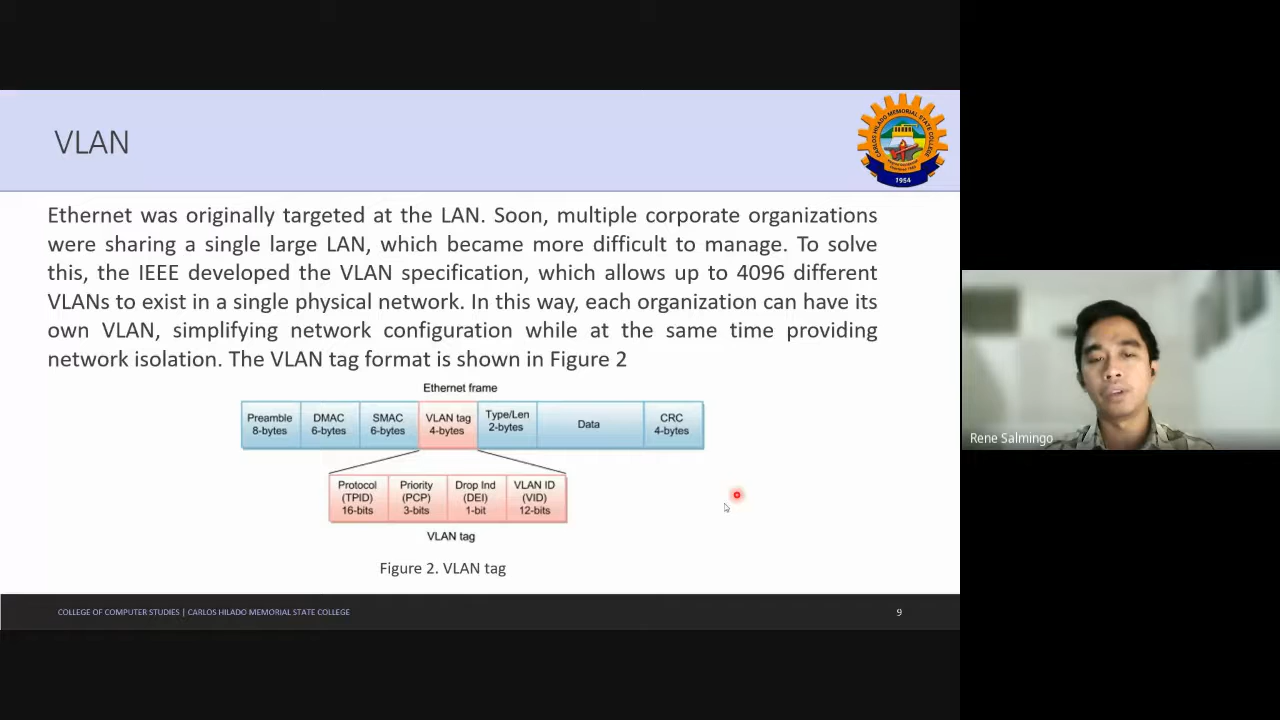 VLAN
CARLOS HILADO MEMORIAL STATE COLLEGE
1954
Ethernet was originally targeted at the LAN. Soon, multiple corporate organizations
were sharing a single large LAN, which became more difficult to manage. To solve
this, the IEEE developed the VLAN specification, which allows up to 4096 different
VLANs to exist in a single physical network. In this way, each organization can have its
own VLAN, simplifying network configuration while at the same time providing
network isolation. The VLAN tag format is shown in Figure 2
Ethernet frame
Preamble DMAC SMAC VLAN tag Type/Len Data CRC
8-bytes 6-bytes 6-bytes 4-bytes 2-bytes 4-bytes
Protocol Priority Drop Ind VLAN ID
(TPID) (PCP) (DEI) (VID)
16-bits 3-bits 1-bit 12-bits
VLAN tag
Figure 2. VLAN tag
COLLEGE OF COMPUTER STUDIES | CARLOS HILADO MEMORIAL STATE COLLEGE
9
Rene Salmingo